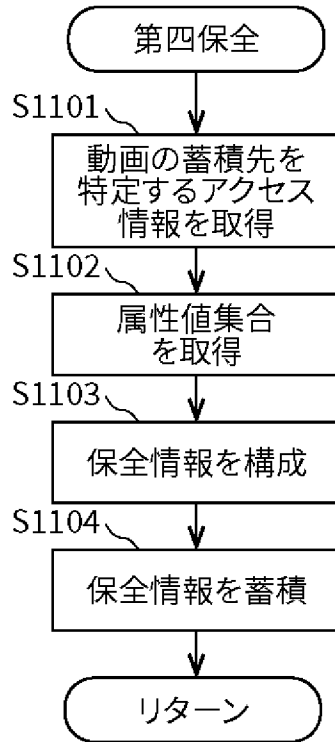 第四保全
S1101
動画の蓄積先を
特定するアクセス
情報を取得
S1102
属性値集合
を取得
S1103
保全情報を構成
S1104
保全情報を蓄積
リターン